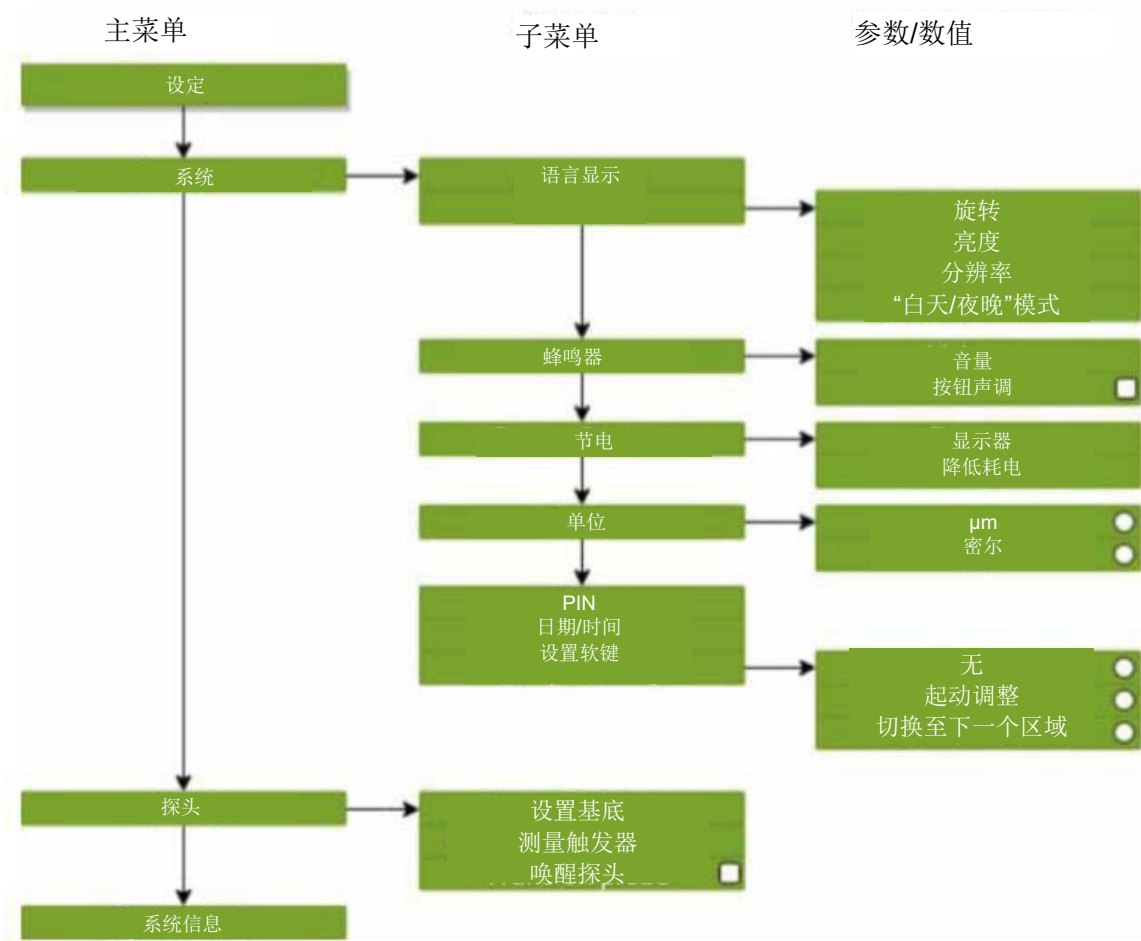 主菜单
子菜单
参数/数值
设定
系统
语言显示
旋转
亮度
分辨率
“白天/夜晚”模式
蜂鸣器
音量
按钮声调
节电
显示器
降低耗电
单位
μm
密尔
PIN
日期/时间
设置软键
无
起动调整
切换至下一个区域
探头
设置基底
测量触发器
唤醒探头
系统信息